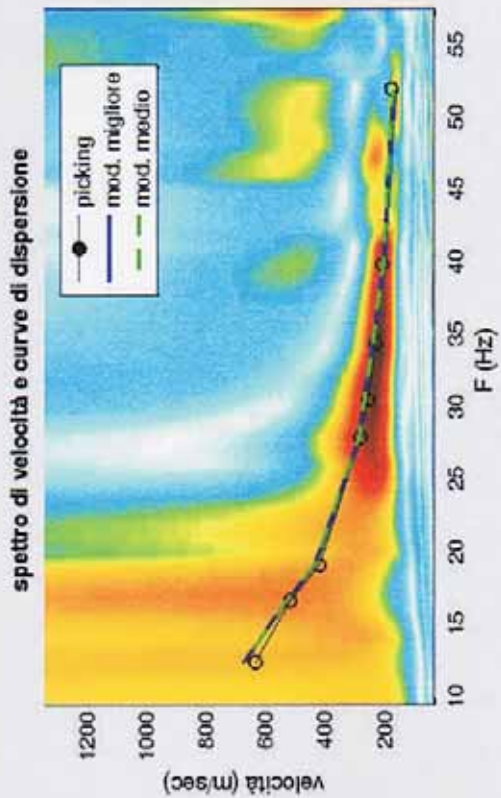 spettro di velocità e curve di dispersione
picking
mod. migliore
mod. medio
velocità (m/sec)
1200
1000
800
600
400
200
10 15 20 25 30 35 40 45 50 55
F (Hz)